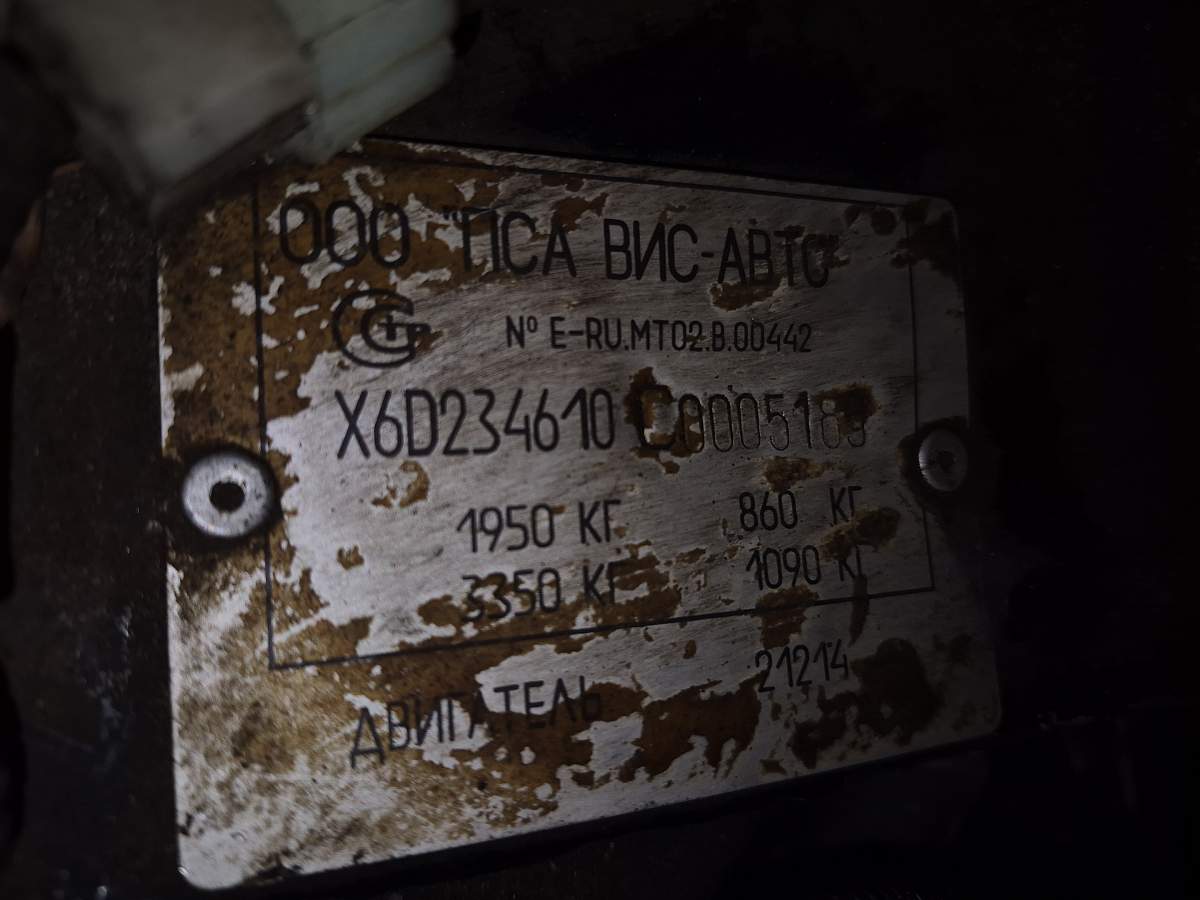 ООО "ПСА ВИС-АВТО"
№ E-RU.MT02.B.00442
X6D234610 C0005189
1950 КГ 860 КГ
3350 КГ 1090 КГ
ДВИГАТЕЛЬ 21214